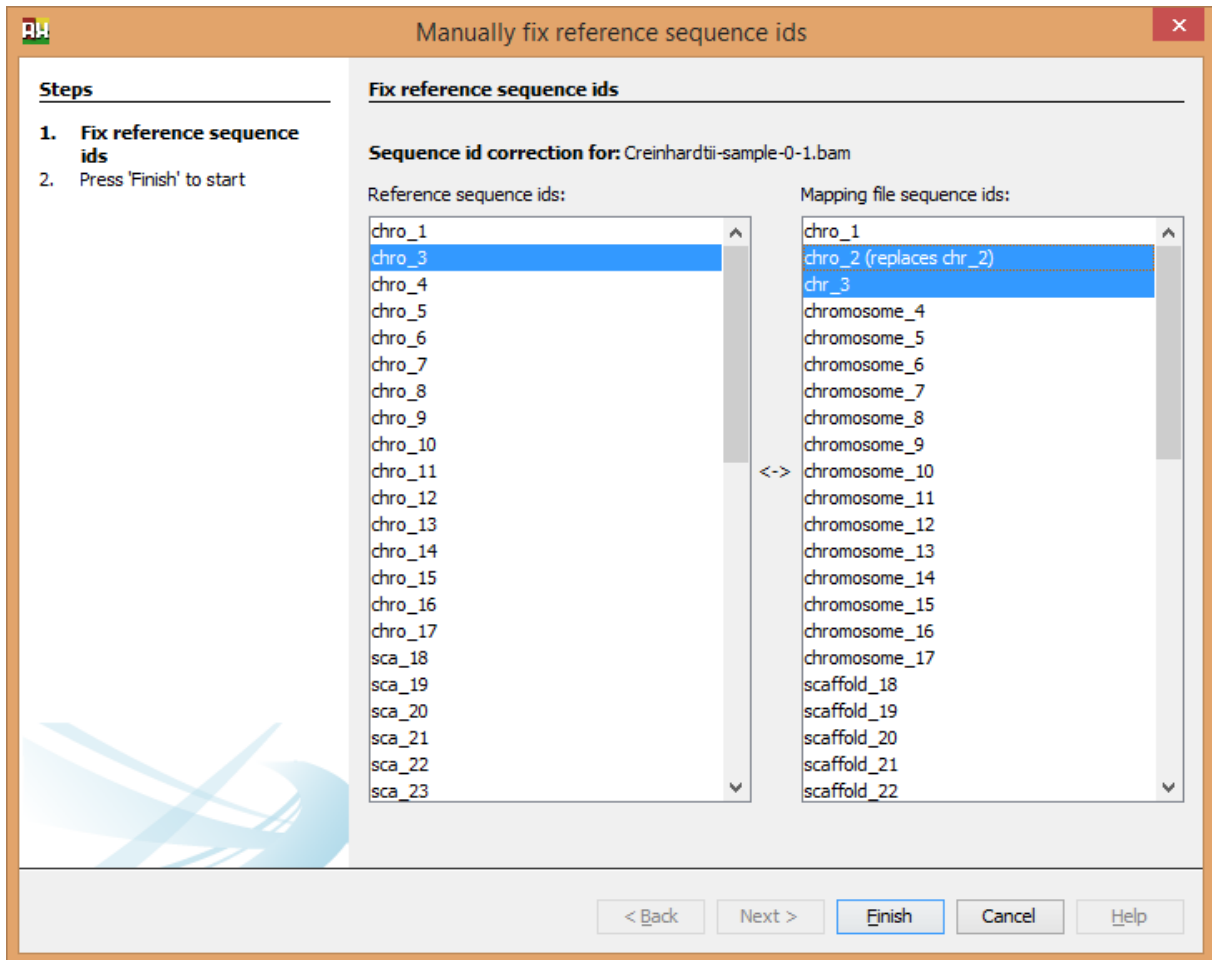 Manually fix reference sequence ids
Steps
1. Fix reference sequence
ids
2. Press 'Finish' to start
Fix reference sequence ids
Sequence id correction for: Creinhardtii-sample-0-1.bam
Reference sequence ids:
chro_1
chro_3
chro_4
chro_5
chro_6
chro_7
chro_8
chro_9
chro_10
chro_11
chro_12
chro_13
chro_14
chro_15
chro_16
chro_17
sca_18
sca_19
sca_20
sca_21
sca_22
sca_23
<->
Mapping file sequence ids:
chro_1
chro_2 (replaces chr_2)
chr_3
chromosome_4
chromosome_5
chromosome_6
chromosome_7
chromosome_8
chromosome_9
chromosome_10
chromosome_11
chromosome_12
chromosome_13
chromosome_14
chromosome_15
chromosome_16
chromosome_17
scaffold_18
scaffold_19
scaffold_20
scaffold_21
scaffold_22
< Back
Next >
Finish
Cancel
Help